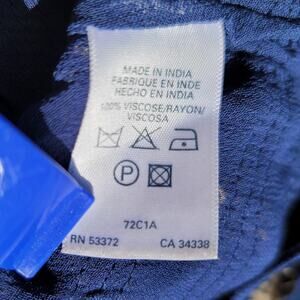 MADE IN INDIA
FABRIQUE EN INDE
HECHO EN INDIA
100% VISCOSE/RAYON/
VISCOSA
P
72C1A
RN 53372 CA 34338